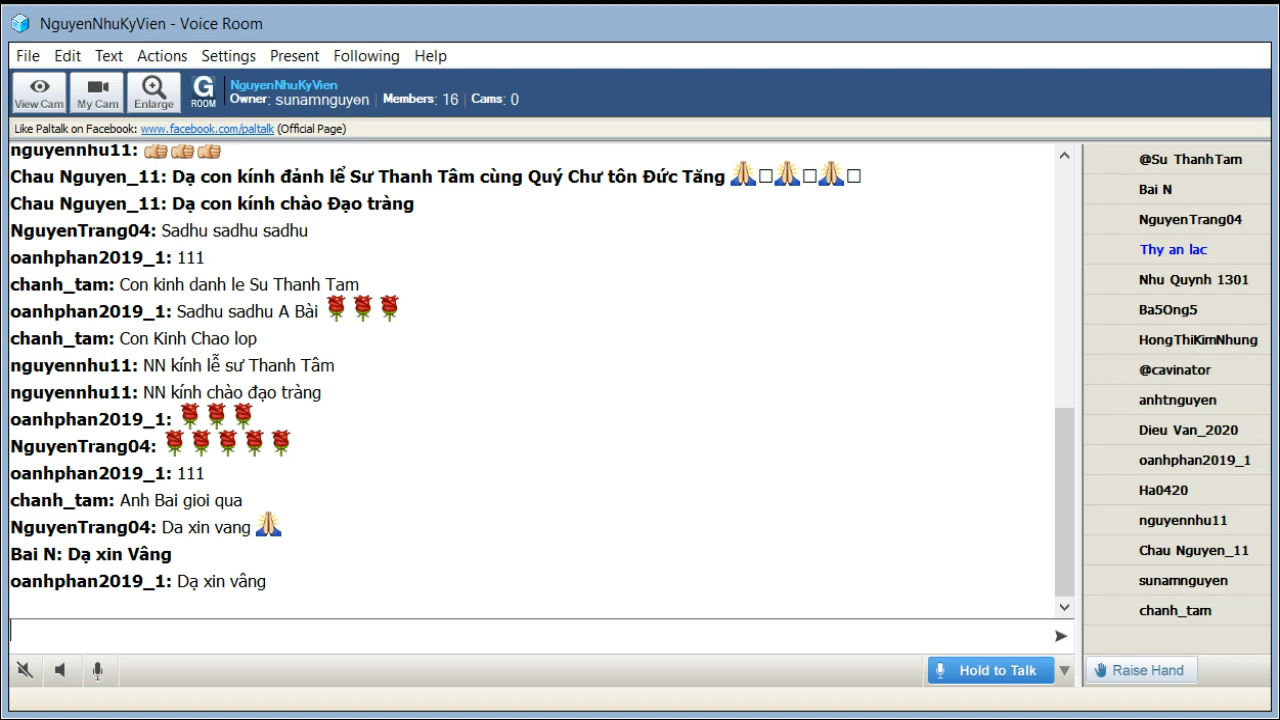 NguyenNhuKyVien - Voice Room
File Edit Text Actions Settings Present Following Help
View Cam My Cam Enlarge G ROOM
NguyenNhuKyVien
Owner: sunamnguyen | Members: 16 | Cams: 0
Like Paltalk on Facebook: www.facebook.com/paltalk (Official Page)
nguyennhu11:
Chau Nguyen_11: Dạ con kính đảnh lể Sư Thanh Tâm cùng Quý Chư tôn Đức Tăng
Chau Nguyen_11: Dạ con kính chào Đạo tràng
NguyenTrang04: Sadhu sadhu sadhu
oanhphan2019_1: 111
chanh_tam: Con kinh danh le Su Thanh Tam
oanhphan2019_1: Sadhu sadhu A Bài
chanh_tam: Con Kinh Chao lop
nguyennhu11: NN kính lễ sư Thanh Tâm
nguyennhu11: NN kính chào đạo tràng
oanhphan2019_1:
NguyenTrang04:
oanhphan2019_1: 111
chanh_tam: Anh Bai gioi qua
NguyenTrang04: Da xin vang
Bai N: Dạ xin Vâng
oanhphan2019_1: Dạ xin vâng
@Su ThanhTam
Bai N
NguyenTrang04
Thy an lac
Nhu Quynh 1301
Ba5Ong5
HongThiKimNhung
@cavinator
anhtnguyen
Dieu Van_2020
oanhphan2019_1
Ha0420
nguyennhu11
Chau Nguyen_11
sunamnguyen
chanh_tam
Hold to Talk
Raise Hand